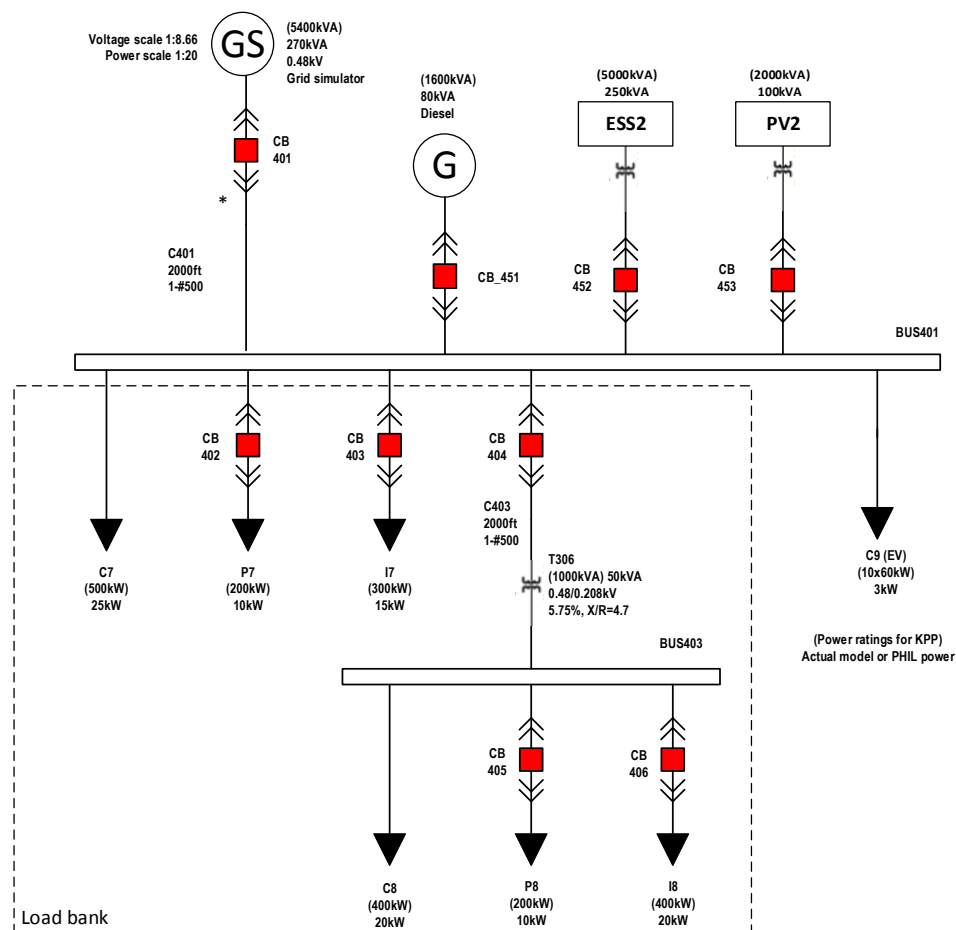 Voltage scale 1:8.66
Power scale 1:20
GS
(5400kVA)
270kVA
0.48kV
Grid simulator
CB
401
*
C401
2000ft
1-#500
(1600kVA)
80kVA
Diesel
G
CB_451
(5000kVA)
250kVA
ESS2
CB
452
(2000kVA)
100kVA
PV2
CB
453
BUS401
CB
402
CB
403
CB
404
C403
2000ft
1-#500
T306
(1000kVA) 50kVA
0.48/0.208kV
5.75%, X/R=4.7
C7
(500kW)
25kW
P7
(200kW)
10kW
I7
(300kW)
15kW
C9 (EV)
(10x60kW)
3kW
(Power ratings for KPP)
Actual model or PHIL power
BUS403
CB
405
CB
406
C8
(400kW)
20kW
P8
(200kW)
10kW
I8
(400kW)
20kW
Load bank